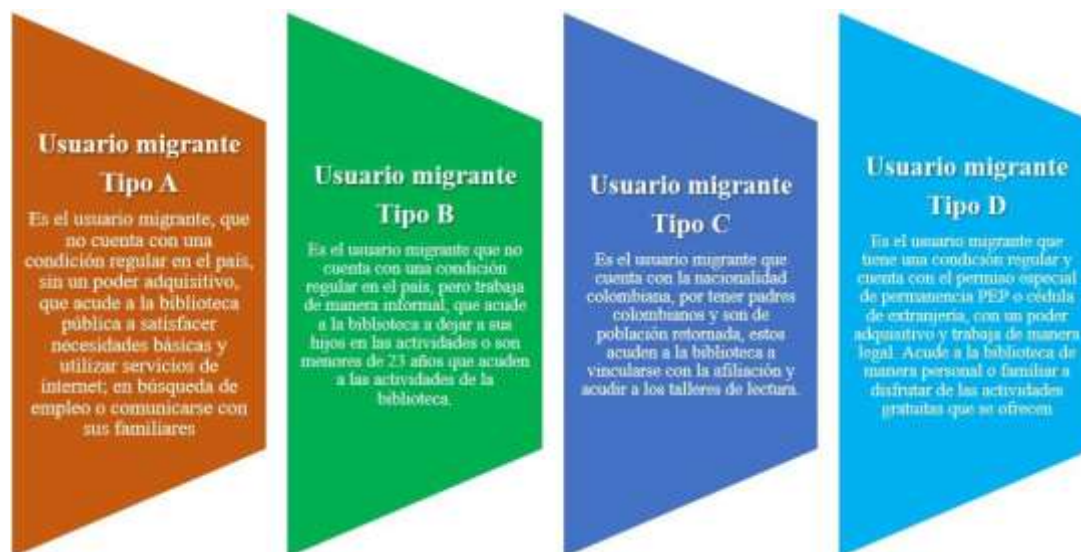 Usuario migrante
Tipo A
Es el usuario migrante, que
no cuenta con una
condición regular en el país,
sin un poder adquisitivo,
que acude a la biblioteca
pública a satisfacer
necesidades básicas y
utilizar servicios de
internet; en búsqueda de
empleo o comunicarse con
sus familiares
Usuario migrante
Tipo B
Es el usuario migrante que no
cuenta con una condición
regular en el país, pero trabaja
de manera informal, que acude
a la biblioteca a dejar a sus
hijos en las actividades o son
menores de 23 años que acuden
a las actividades de la
biblioteca.
Usuario migrante
Tipo C
Es el usuario migrante que
cuenta con la nacionalidad
colombiana, por tener padres
colombianos y son de
población retornada, estos
acuden a la biblioteca a
vincularse con la afiliación y
acudir a los talleres de lectura.
Usuario migrante
Tipo D
Es el usuario migrante que
tiene una condición regular y
cuenta con el permiso especial
de permanencia PEP o cédula
de extranjería, con un poder
adquisitivo y trabaja de manera
legal. Acude a la biblioteca de
manera personal o familiar a
disfrutar de las actividades
gratuitas que se ofrecen